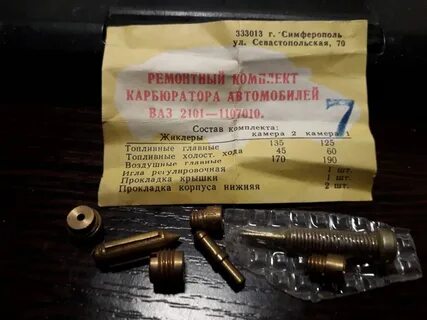 333013 г. Симферополь
ул. Севастопольская, 70
РЕМОНТНЫЙ КОМПЛЕКТ
КАРБЮРАТОРА АВТОМОБИЛЕЙ
ВАЗ 2101—1107010.
7
Состав комплекта:
Жиклеры камера 2 камера 1
Топливные главные 135 125
Топливные холост. хода 45 60
Воздушные главные 170 190
Игла регулировочная 1 шт.
Прокладка крышки 1 шт.
Прокладка корпуса нижняя 2 шт.